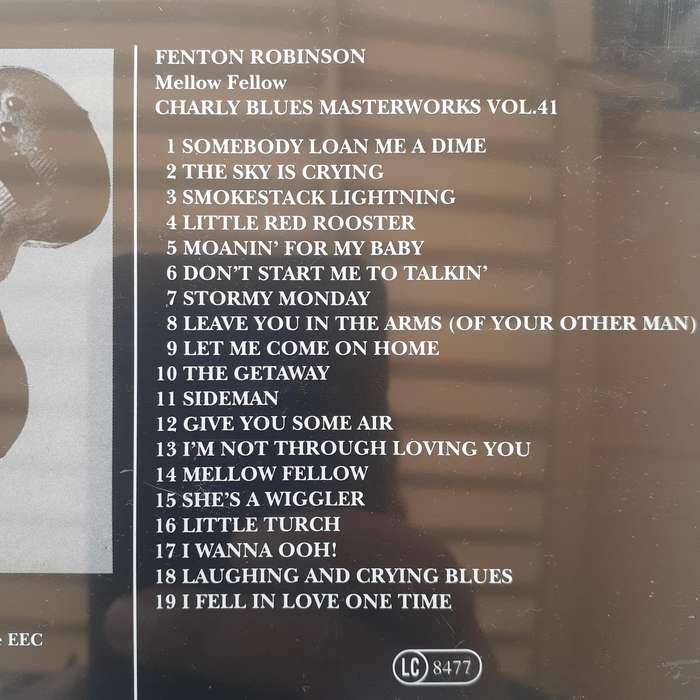 FENTON ROBINSON
Mellow Fellow
CHARLY BLUES MASTERWORKS VOL.41
1 SOMEBODY LOAN ME A DIME
2 THE SKY IS CRYING
3 SMOKESTACK LIGHTNING
4 LITTLE RED ROOSTER
5 MOANIN' FOR MY BABY
6 DON'T START ME TO TALKIN'
7 STORMY MONDAY
8 LEAVE YOU IN THE ARMS (OF YOUR OTHER MAN)
9 LET ME COME ON HOME
10 THE GETAWAY
11 SIDEMAN
12 GIVE YOU SOME AIR
13 I'M NOT THROUGH LOVING YOU
14 MELLOW FELLOW
15 SHE'S A WIGGLER
16 LITTLE TURCH
17 I WANNA OOH!
18 LAUGHING AND CRYING BLUES
19 I FELL IN LOVE ONE TIME
EEC
LC 8477